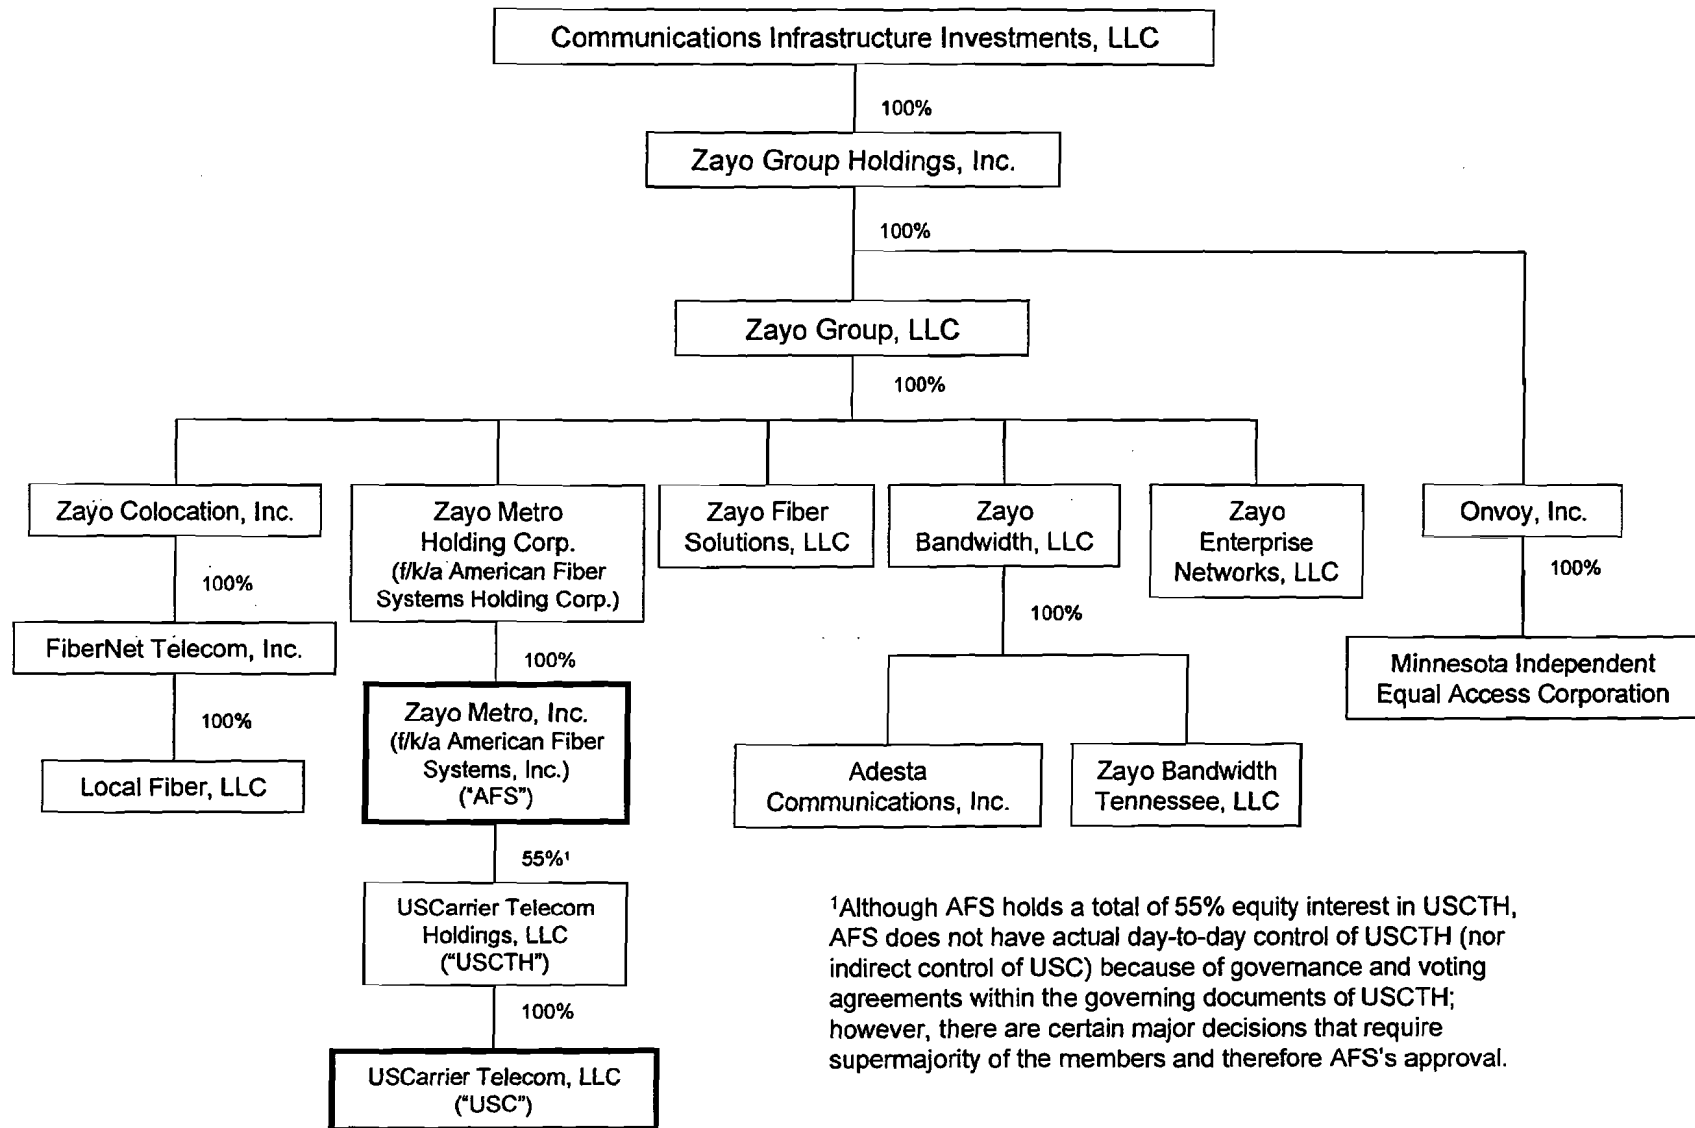 Communications Infrastructure Investments, LLC
100%
Zayo Group Holdings, Inc.
100%
Zayo Group, LLC
100%
Zayo Colocation, Inc.
100%
FiberNet Telecom, Inc.
100%
Local Fiber, LLC
Zayo Metro
Holding Corp.
(f/k/a American Fiber
Systems Holding Corp.)
100%
Zayo Metro, Inc.
(f/k/a American Fiber
Systems, Inc.)
("AFS")
55%¹
USCarrier Telecom
Holdings, LLC
("USCTH")
100%
USCarrier Telecom, LLC
("USC")
Zayo Fiber
Solutions, LLC
Zayo
Bandwidth, LLC
100%
Adesta
Communications, Inc.
Zayo Bandwidth
Tennessee, LLC
Zayo
Enterprise
Networks, LLC
Onvoy, Inc.
100%
Minnesota Independent
Equal Access Corporation
¹Although AFS holds a total of 55% equity interest in USCTH,
AFS does not have actual day-to-day control of USCTH (nor
indirect control of USC) because of governance and voting
agreements within the governing documents of USCTH;
however, there are certain major decisions that require
supermajority of the members and therefore AFS's approval.